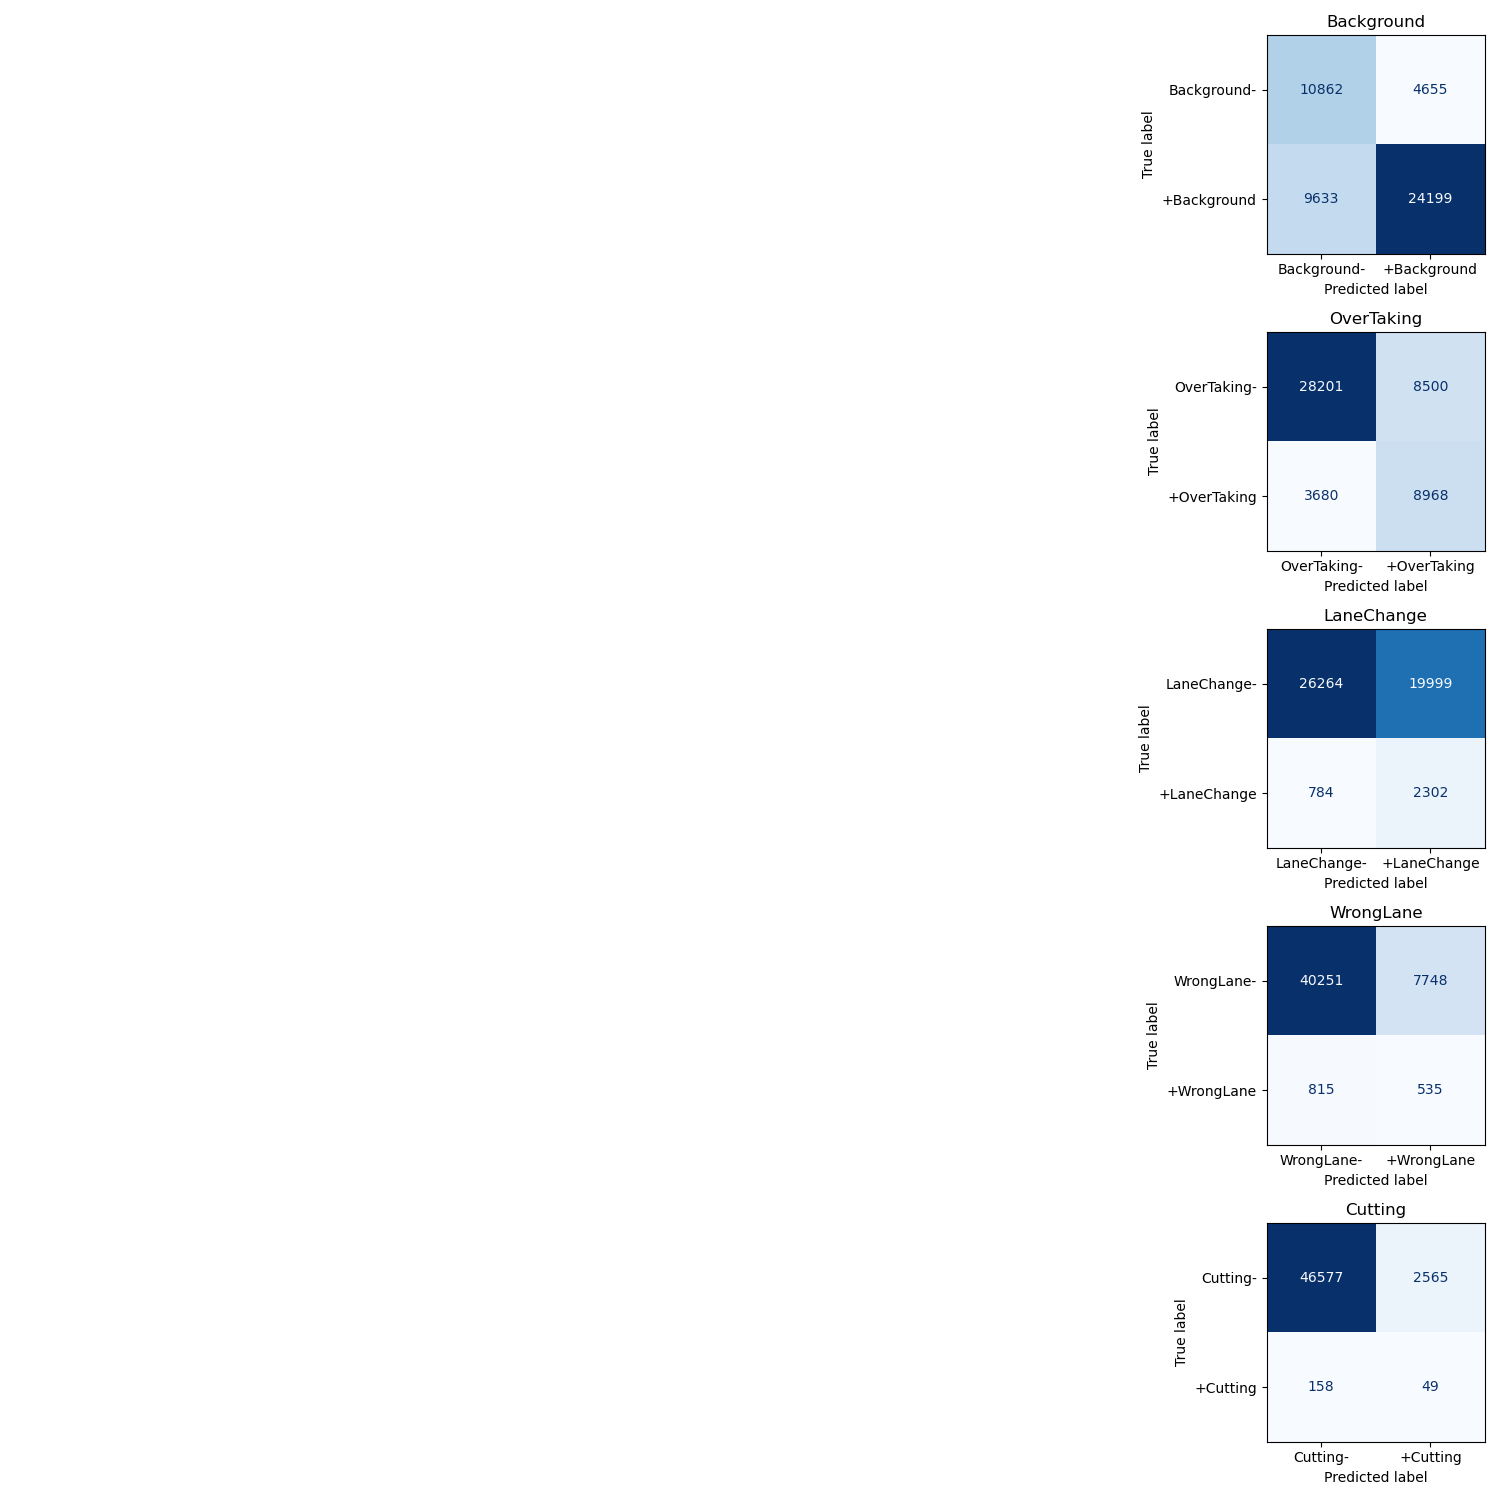 Background
Background-
10862
4655
True label
+Background
9633
24199
Background- +Background
Predicted label
OverTaking
OverTaking-
28201
8500
True label
+OverTaking
3680
8968
OverTaking- +OverTaking
Predicted label
LaneChange
LaneChange-
26264
19999
True label
+LaneChange
784
2302
LaneChange- +LaneChange
Predicted label
WrongLane
WrongLane-
40251
7748
True label
+WrongLane
815
535
WrongLane- +WrongLane
Predicted label
Cutting
Cutting-
46577
2565
True label
+Cutting
158
49
Cutting- +Cutting
Predicted label